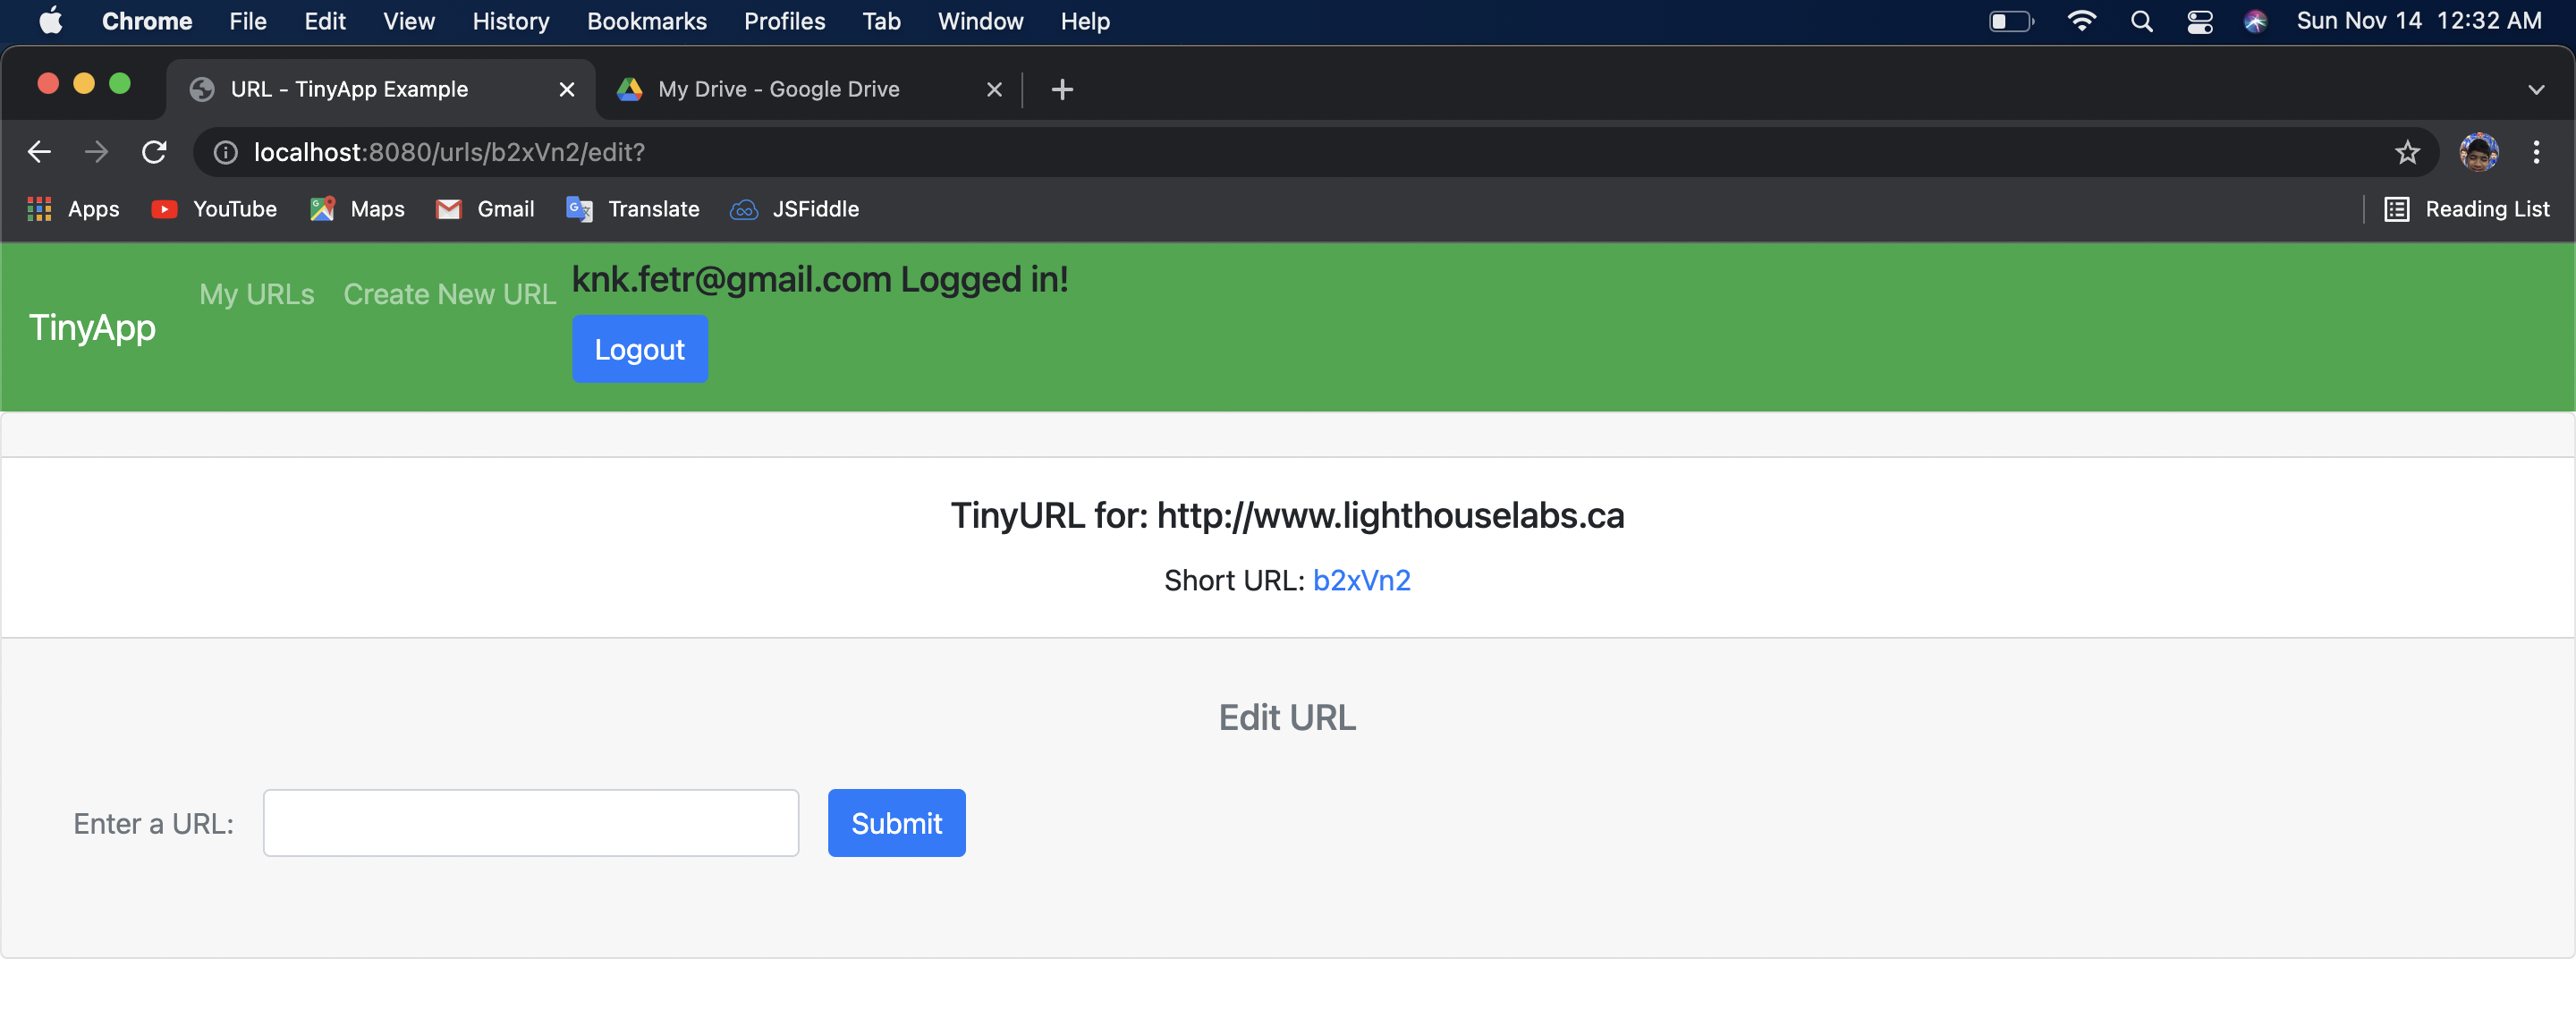 Chrome File Edit View History Bookmarks Profiles Tab Window Help Sun Nov 14 12:32 AM
URL - TinyApp Example My Drive - Google Drive
localhost:8080/urls/b2xVn2/edit?
Apps YouTube Maps Gmail Translate JSFiddle Reading List
TinyApp My URLs Create New URL knk.fetr@gmail.com Logged in!
Logout
TinyURL for: http://www.lighthouselabs.ca
Short URL: b2xVn2
Edit URL
Enter a URL: Submit